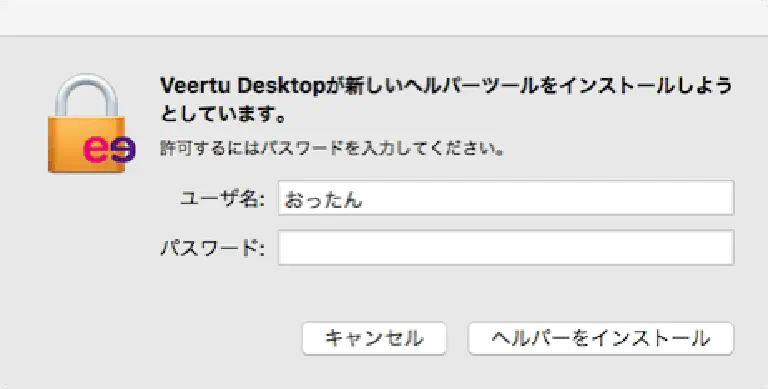 Veertu Desktopが新しいヘルパーツールをインストールしよう
としています。
許可するにはパスワードを入力してください。
ee
ユーザ名: おったん
パスワード:
キャンセル ヘルパーをインストール